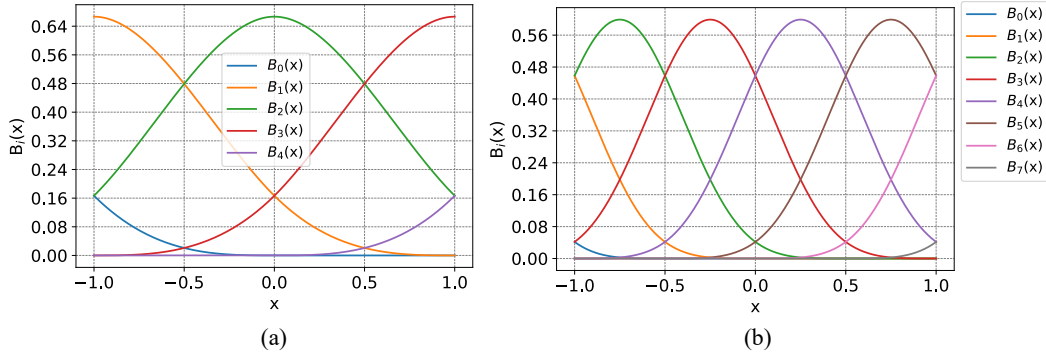 0.64
0.56
0.48
0.40
0.32
0.24
0.16
0.08
0.00
B_i(x)
B_0(x)
B_1(x)
B_2(x)
B_3(x)
B_4(x)
−1.0 −0.5 0.0 0.5 1.0
x
(a)
0.56
0.48
0.40
0.32
0.24
0.16
0.08
0.00
B_i(x)
−1.0 −0.5 0.0 0.5 1.0
x
(b)
B_0(x)
B_1(x)
B_2(x)
B_3(x)
B_4(x)
B_5(x)
B_6(x)
B_7(x)